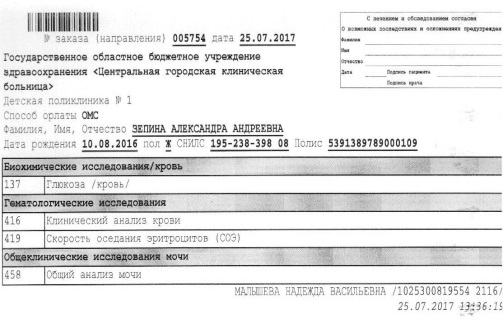 № заказа (направления) 005754 дата 25.07.2017
С лечением и обследованием согласен
О возможных последствиях и осложнениях предупрежден
Фамилия
Имя
Отчество
Дата Подпись пациента
Подпись врача
Государственное областное бюджетное учреждение
здравоохранения <Центральная городская клиническая
больница>
Детская поликлиника № 1
Способ орлаты ОМС
Фамилия, Имя, Отчество ЗЕПИНА АЛЕКСАНДРА АНДРЕЕВНА
Дата рождения 10.08.2016 пол Ж СНИЛС 195-238-398 08 Полис 5391389789000109
Биохимические исследования/кровь
137 Глюкоза /кровь/
Гематологические исследования
416 Клинический анализ крови
419 Скорость оседания эритроцитов (СОЭ)
Общеклинические исследования мочи
458 Общий анализ мочи
МАЛЫШЕВА НАДЕЖДА ВАСИЛЬЕВНА /1025300819554 2116/
25.07.2017 13:36:19